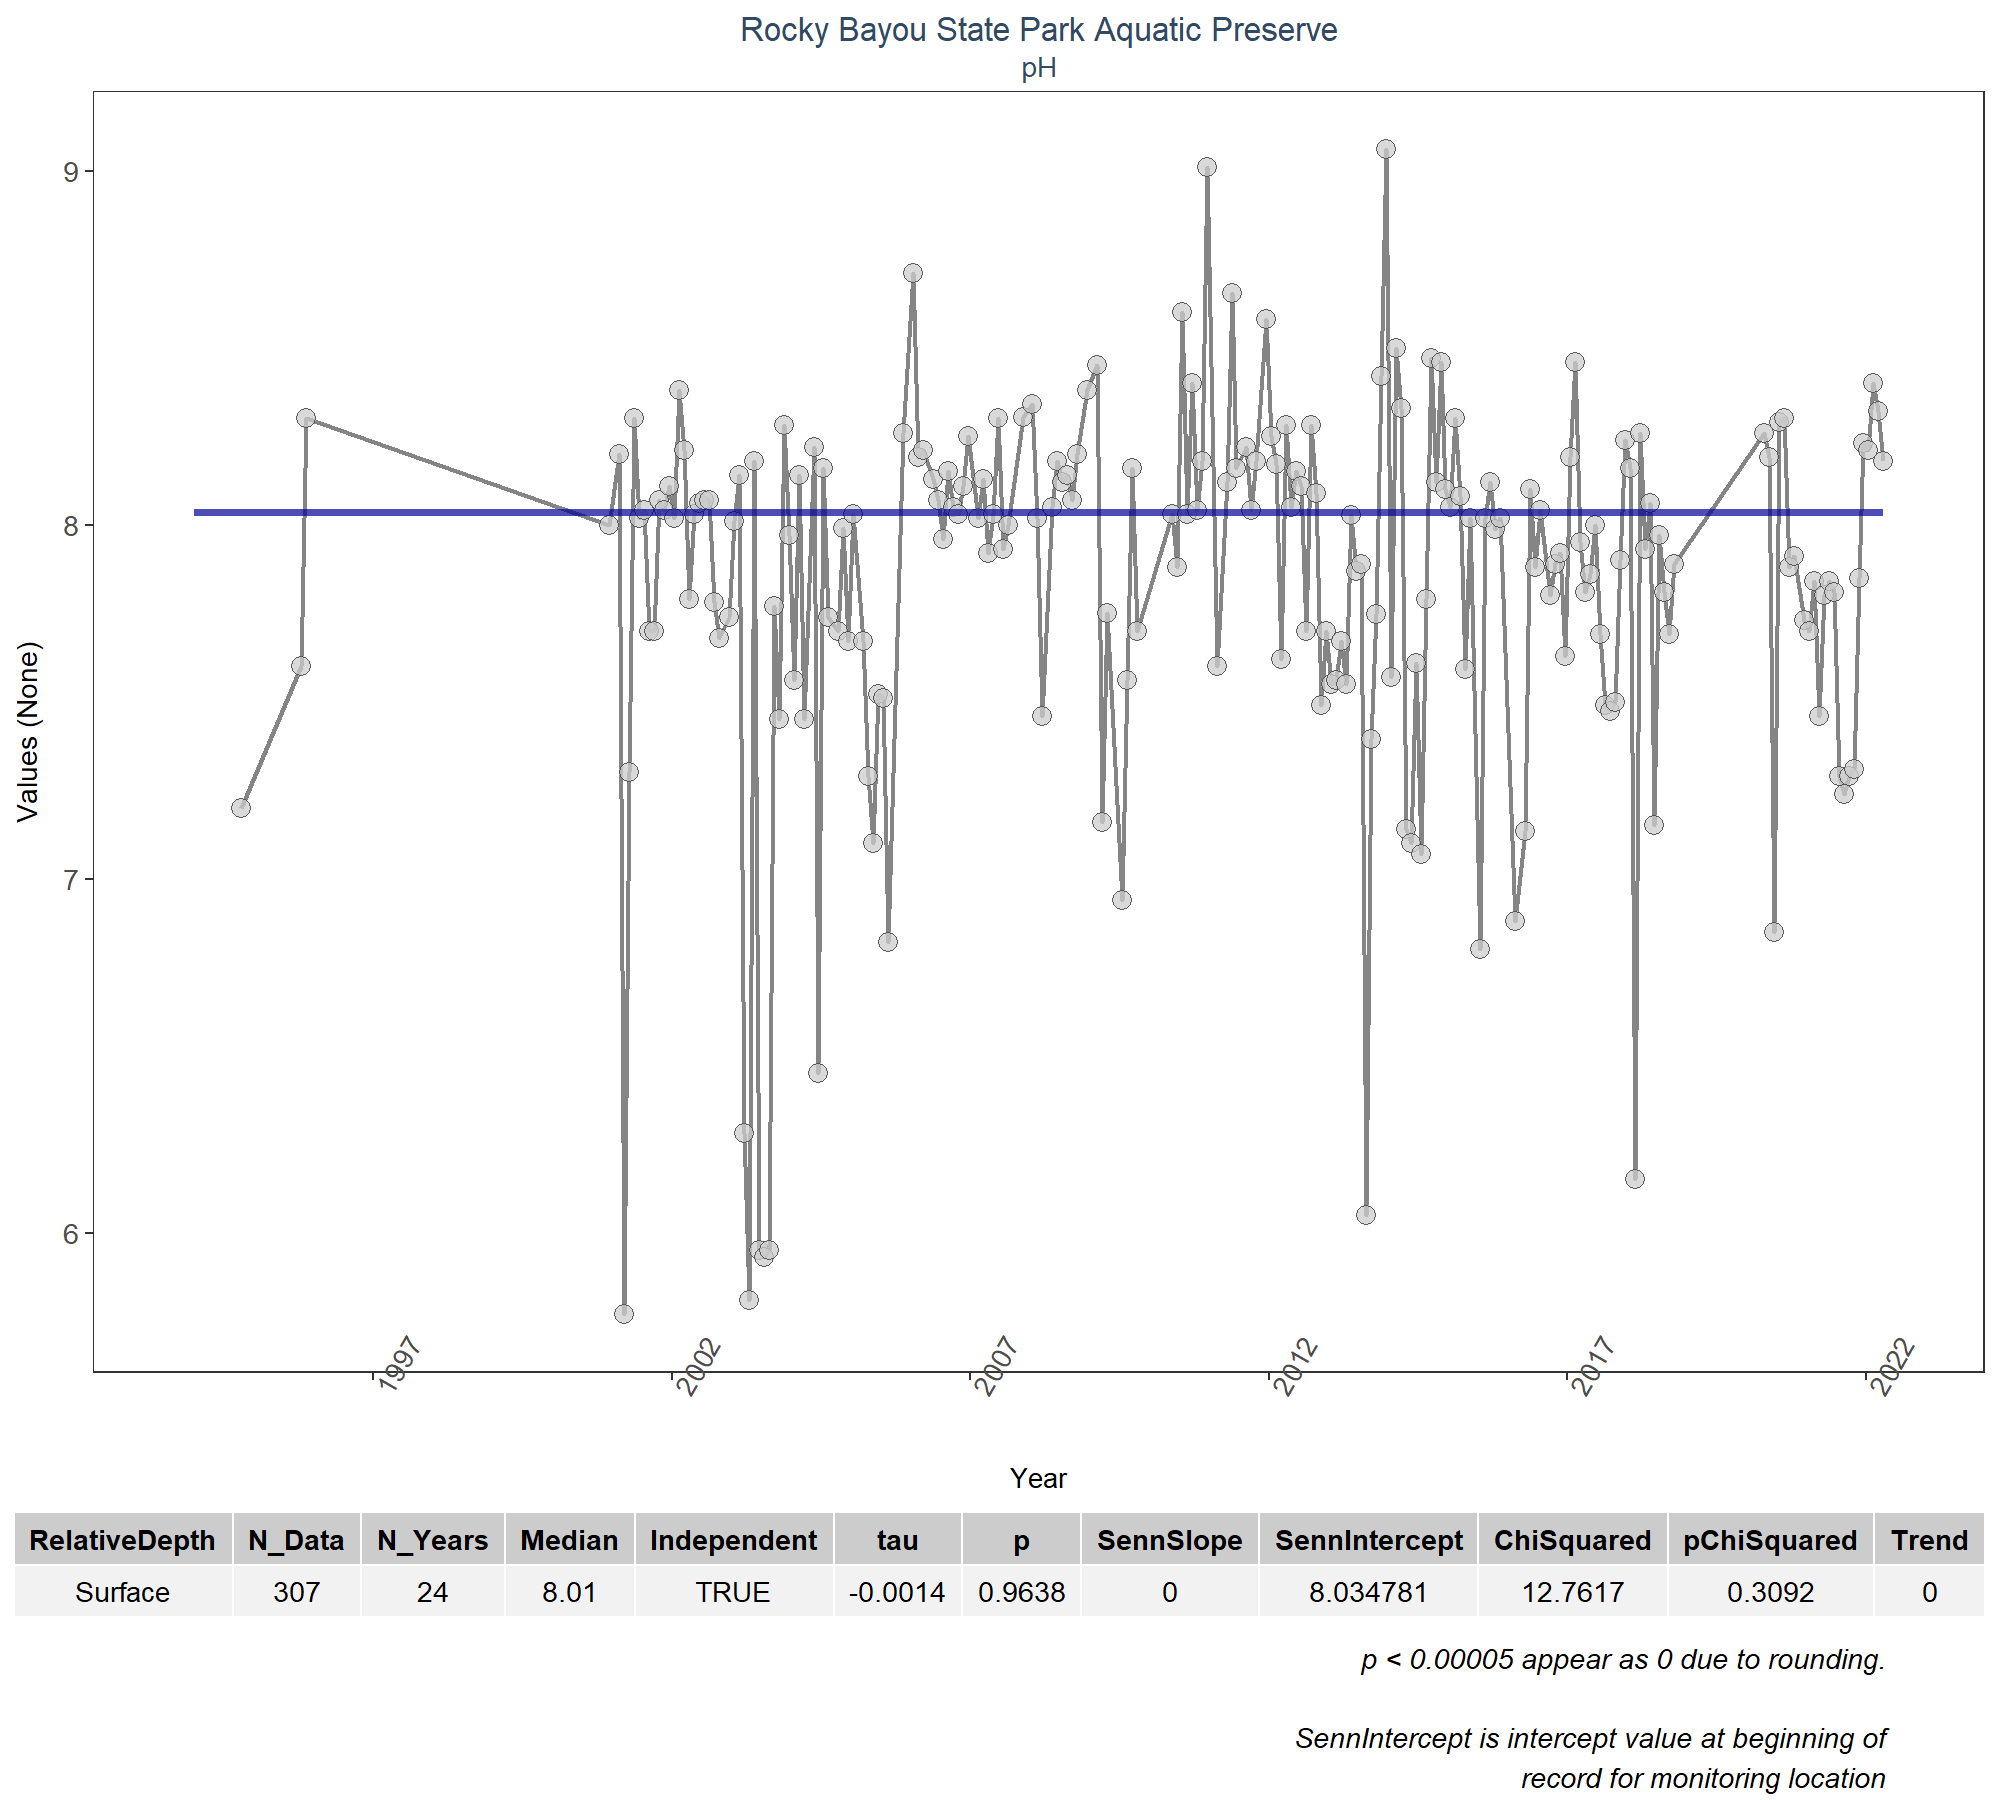 Rocky Bayou State Park Aquatic Preserve
pH
9
8
7
6
Values (None)
1997
2002
2007
2012
2017
2022
Year
RelativeDepth N_Data N_Years Median Independent tau p SennSlope SennIntercept ChiSquared pChiSquared Trend
Surface 307 24 8.01 TRUE -0.0014 0.9638 0 8.034781 12.7617 0.3092 0
p < 0.00005 appear as 0 due to rounding.
SennIntercept is intercept value at beginning of
record for monitoring location